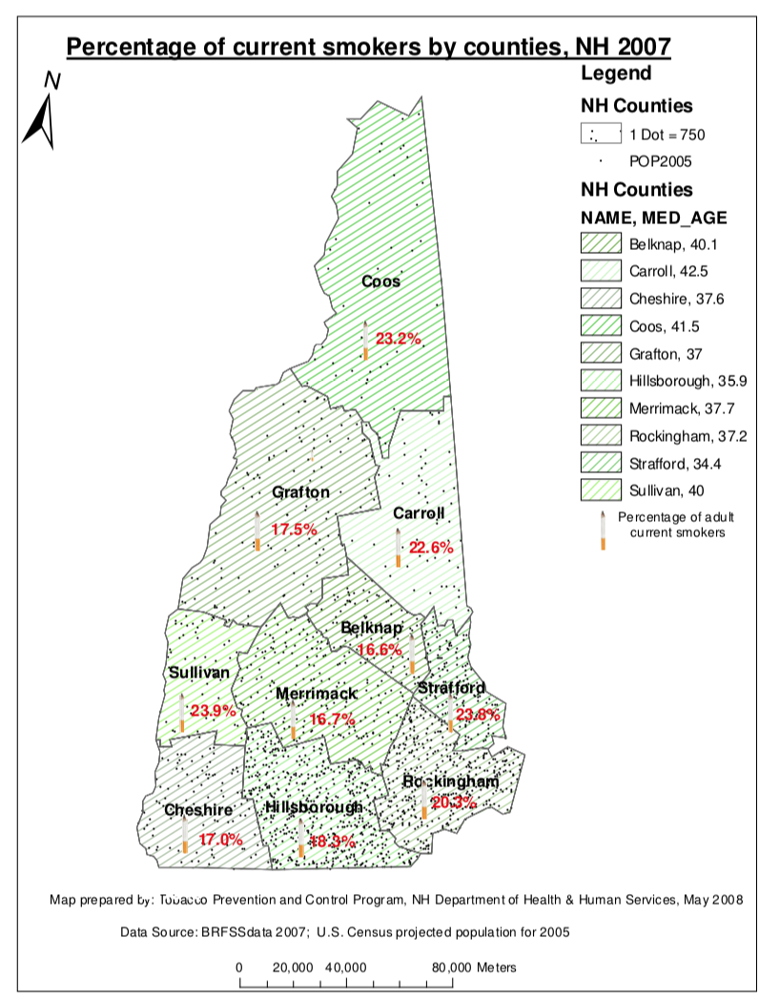 Percentage of current smokers by counties, NH 2007
N
Legend
NH Counties
1 Dot = 750
POP2005
NH Counties
NAME, MED_AGE
Belknap, 40.1
Carroll, 42.5
Cheshire, 37.6
Coos, 41.5
Grafton, 37
Hillsborough, 35.9
Merrimack, 37.7
Rockingham, 37.2
Strafford, 34.4
Sullivan, 40
Percentage of adult
current smokers
Coos
23.2%
Grafton
17.5%
Carroll
22.6%
Belknap
16.6%
Sullivan
23.9%
Merrimack
16.7%
Strafford
23.8%
Rockingham
20.3%
Cheshire
17.0%
Hillsborough
18.3%
Map prepared by: Tobacco Prevention and Control Program, NH Department of Health & Human Services, May 2008
Data Source: BRFSSdata 2007; U.S. Census projected population for 2005
0 20,000 40,000 80,000 Meters